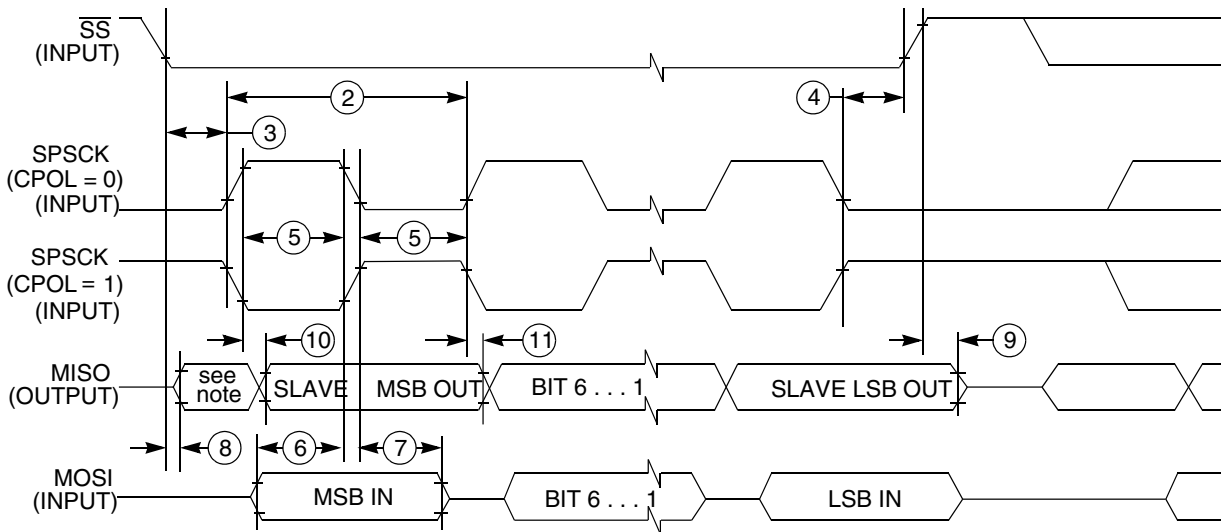 SS
(INPUT)
2
4
3
SPSCK
(CPOL = 0)
(INPUT)
5
5
SPSCK
(CPOL = 1)
(INPUT)
10
11
9
MISO
(OUTPUT)
see
note
SLAVE
MSB OUT
BIT 6 . . . 1
SLAVE LSB OUT
8
6
7
MOSI
(INPUT)
MSB IN
BIT 6 . . . 1
LSB IN